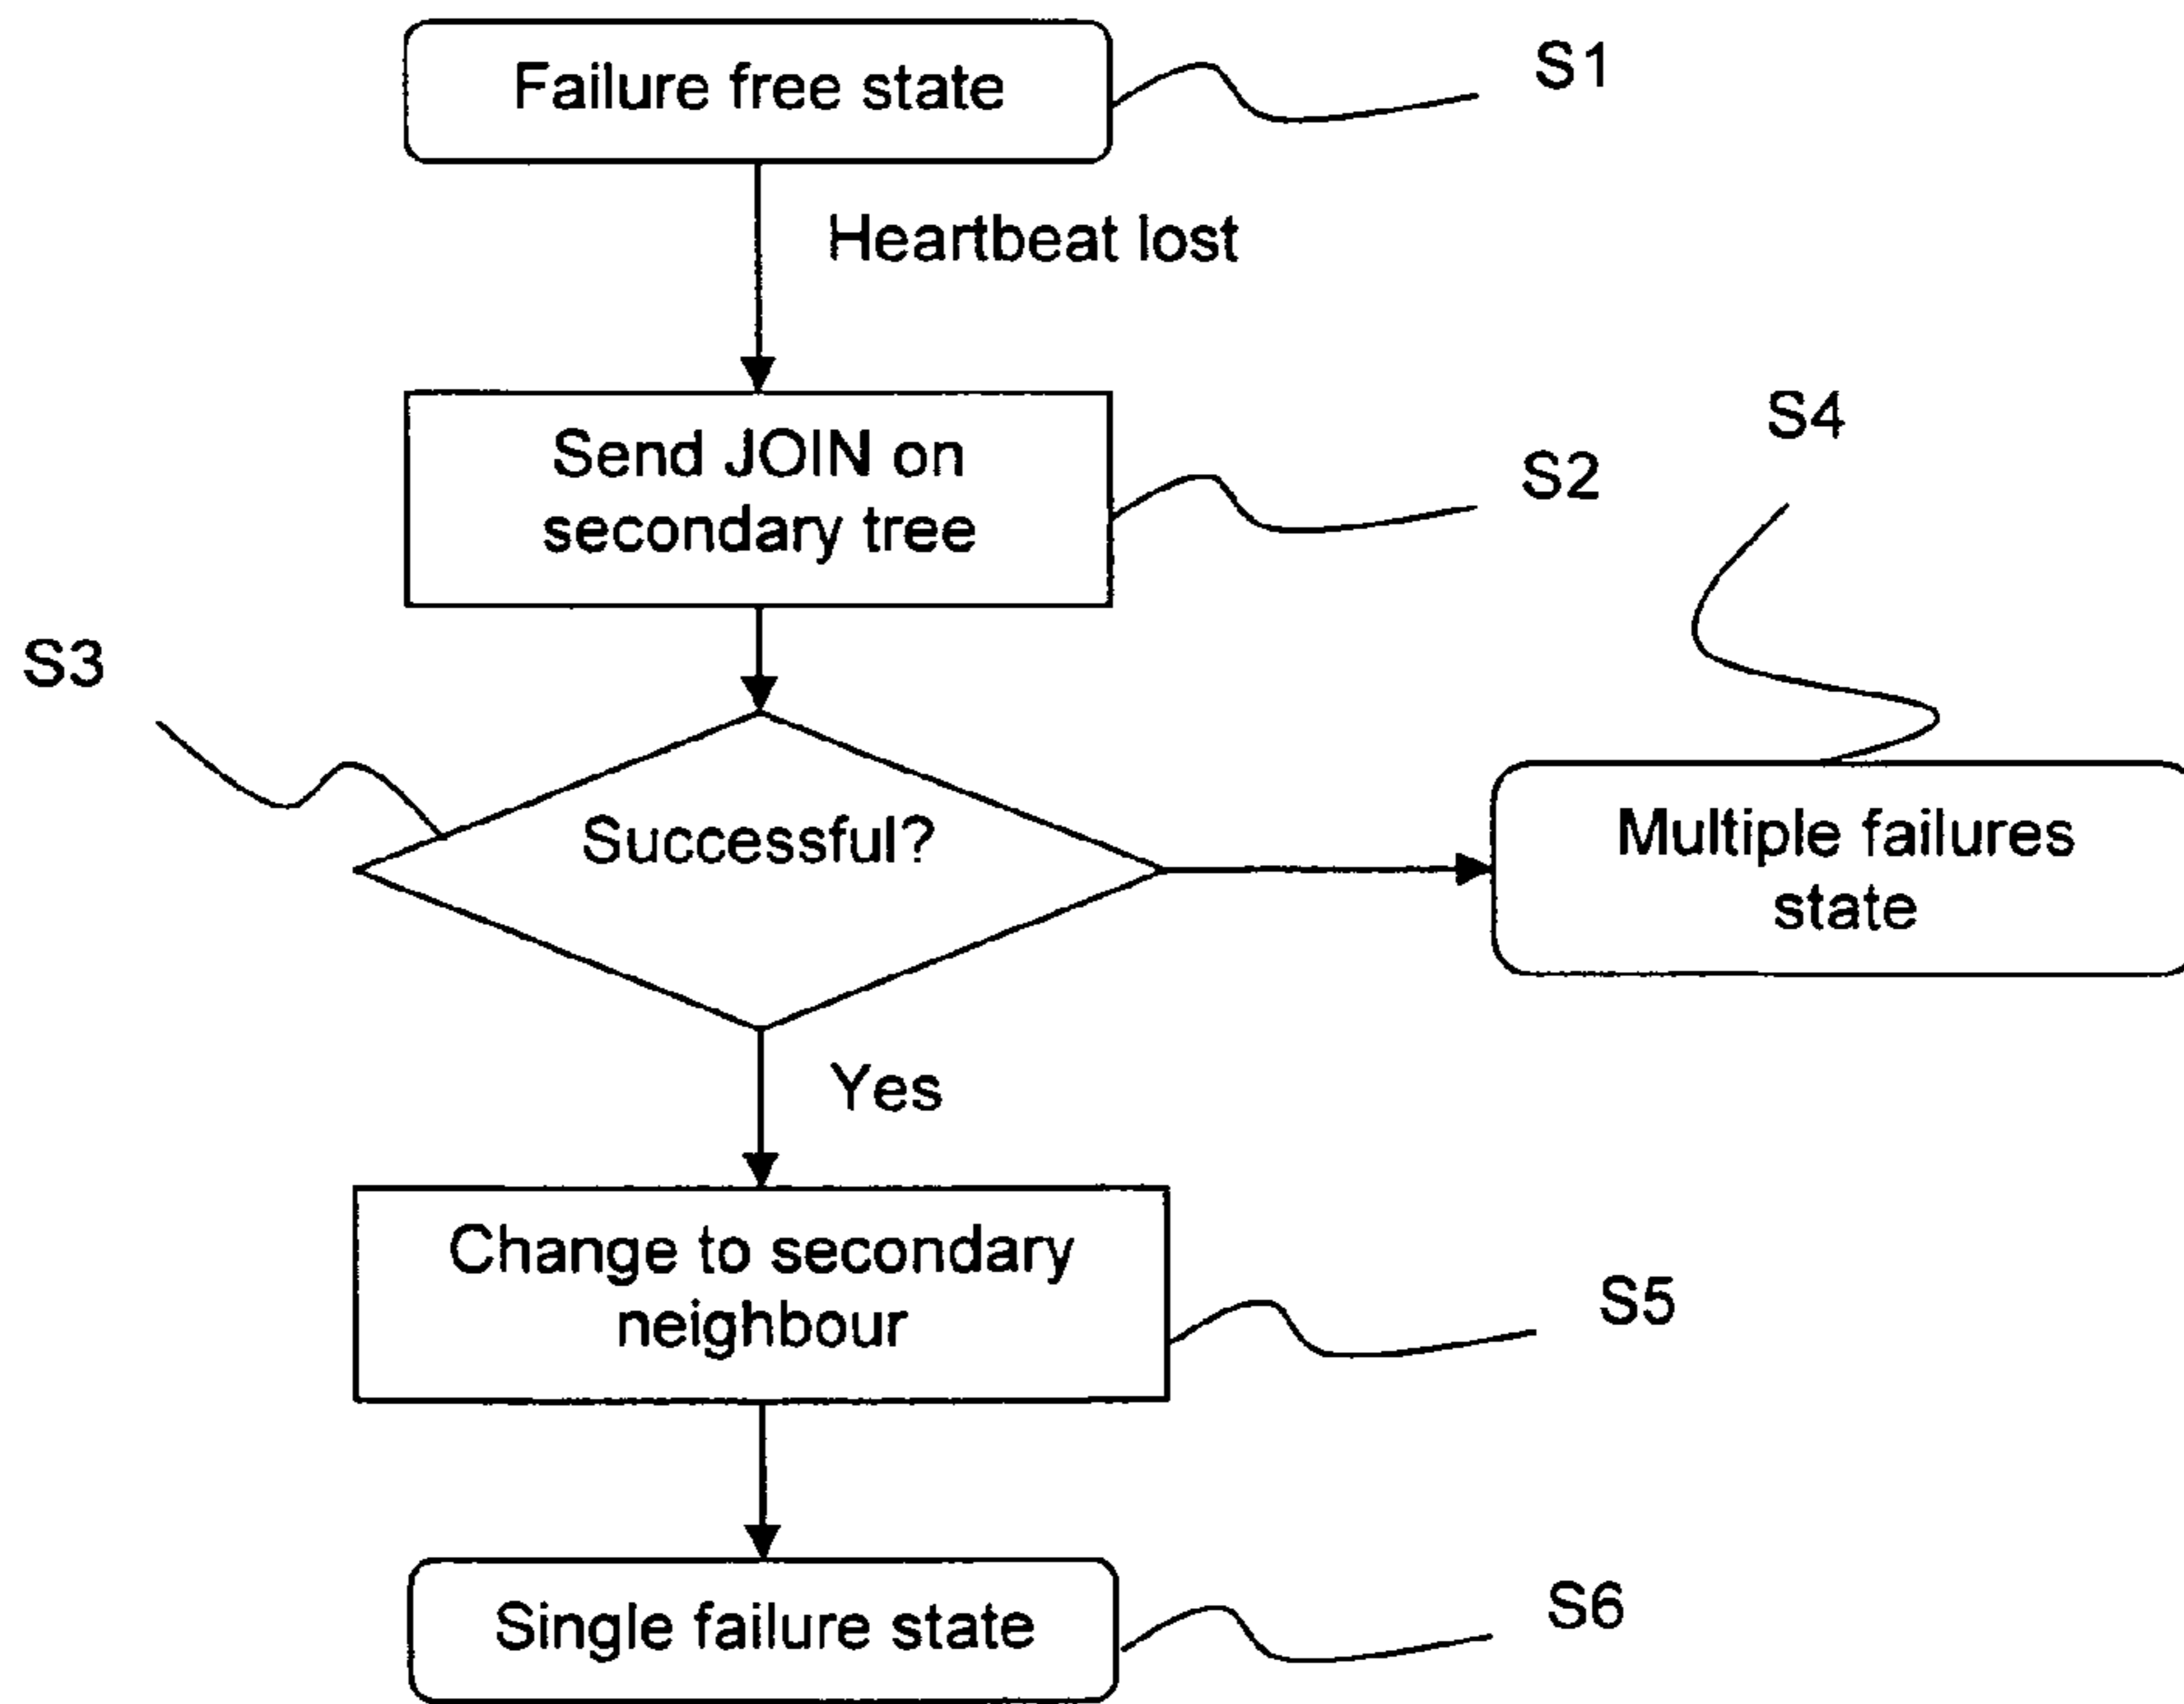 Failure free state
S1
Heartbeat lost
Send JOIN on
secondary tree
S2
S4
S3
Successful?
Multiple failures
state
Yes
Change to secondary
neighbour
S5
Single failure state
S6